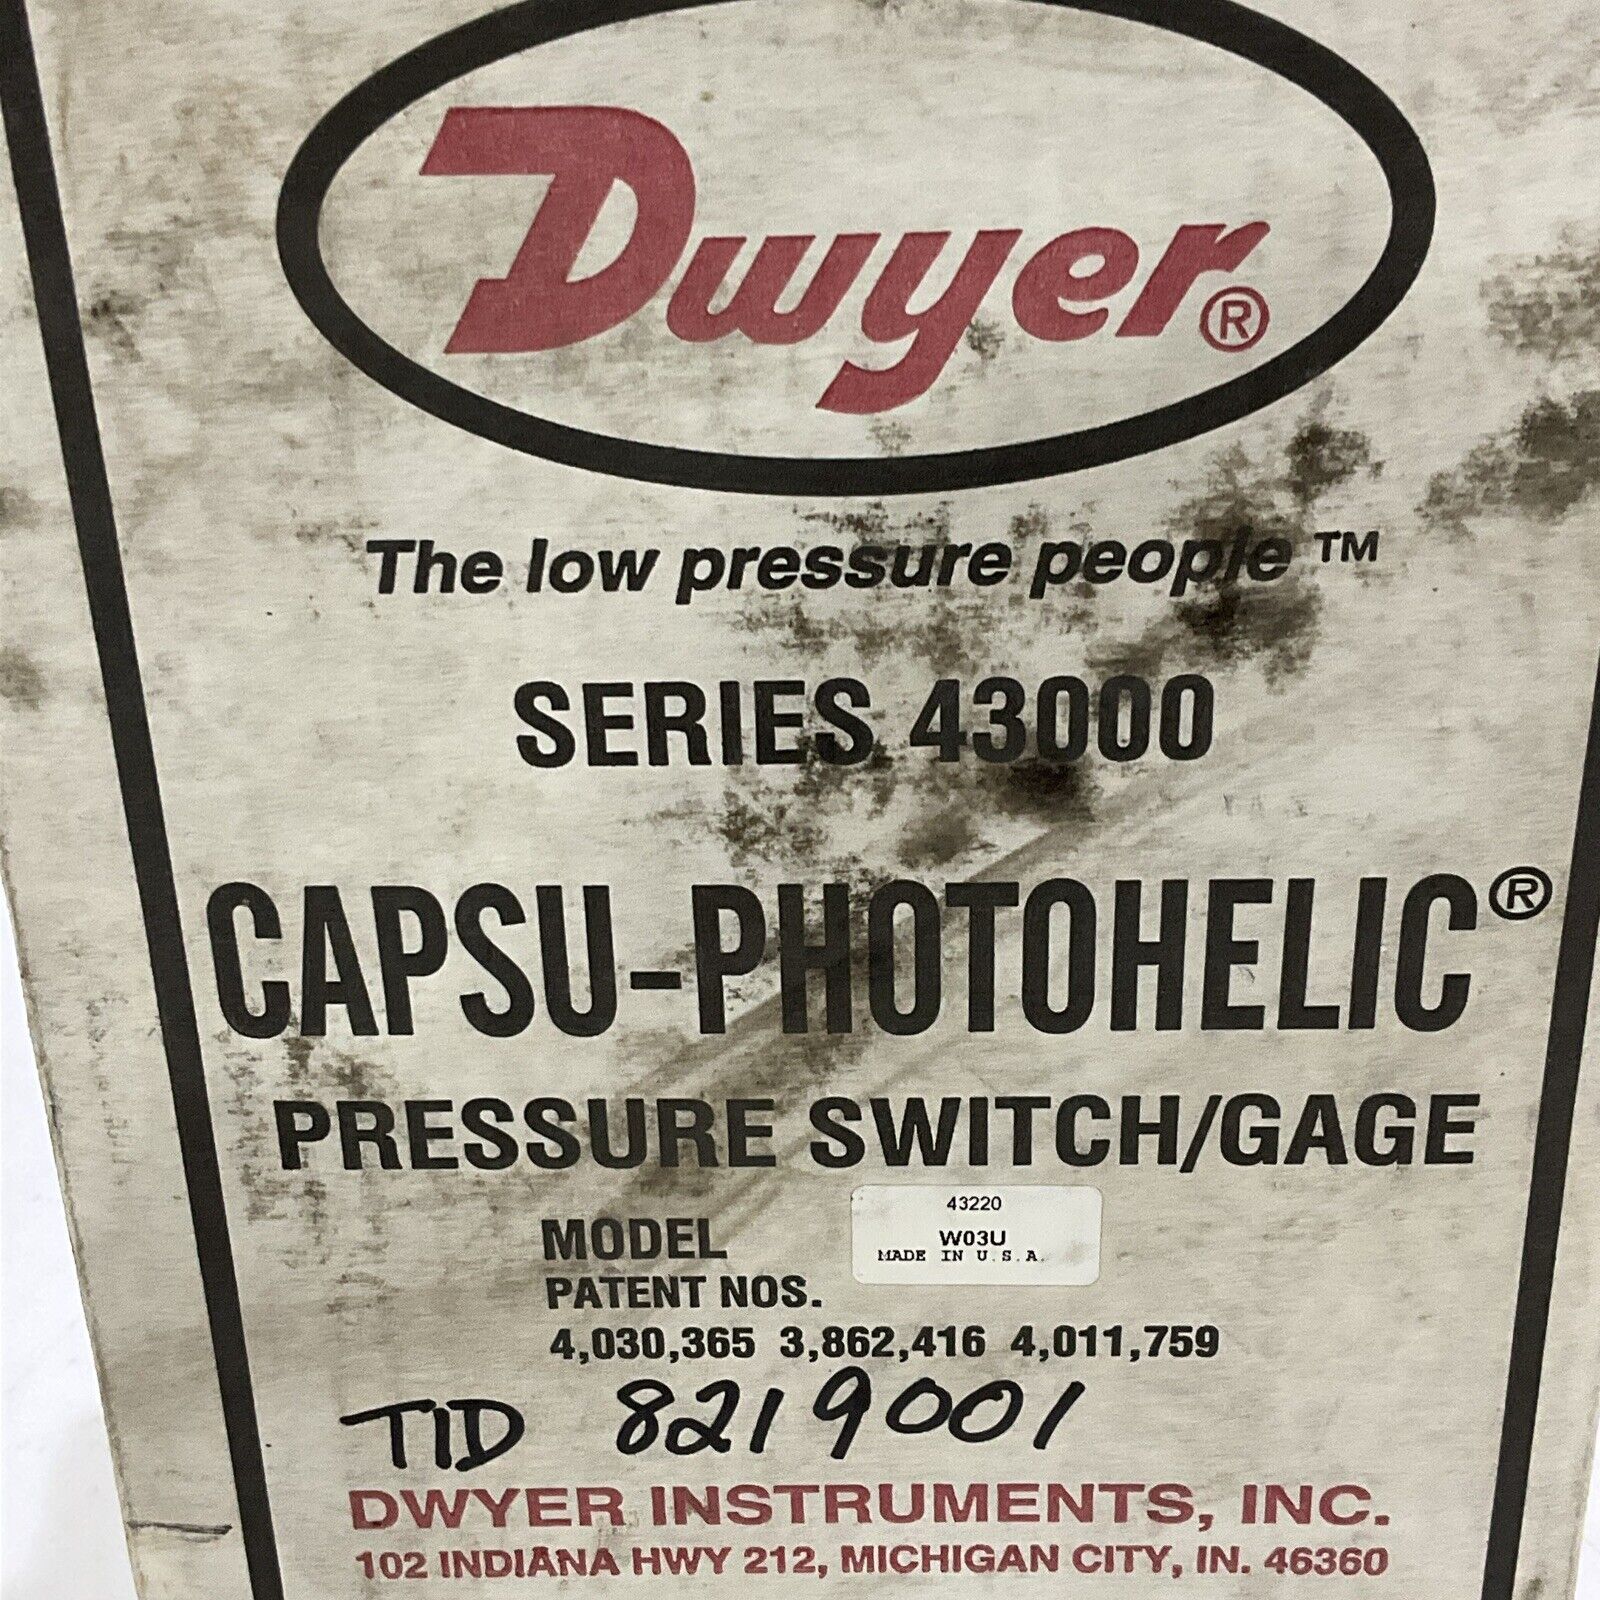 Dwyer®
The low pressure people™
SERIES 43000
CAPSU-PHOTOHELIC®
PRESSURE SWITCH/GAGE
43220
MODEL W03U
MADE IN U.S.A.
PATENT NOS.
4,030,365 3,862,416 4,011,759
TID 8219001
DWYER INSTRUMENTS, INC.
102 INDIANA HWY 212, MICHIGAN CITY, IN. 46360